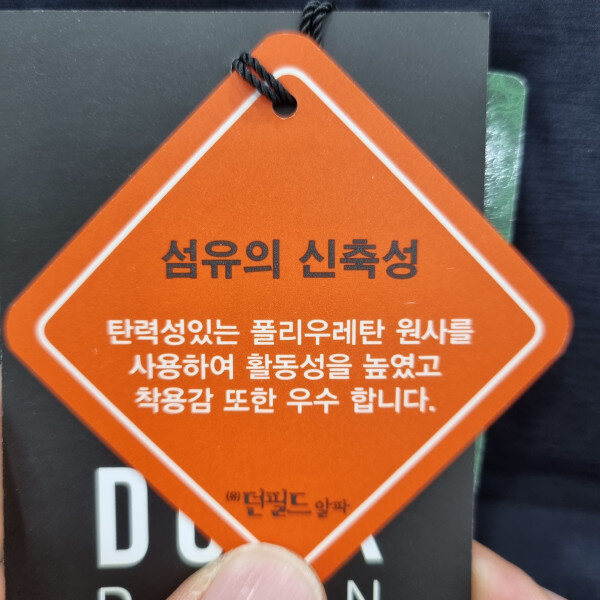 섬유의 신축성
탄력성있는 폴리우레탄 원사를
사용하여 활동성을 높였고
착용감 또한 우수 합니다.
㈜던필드알파